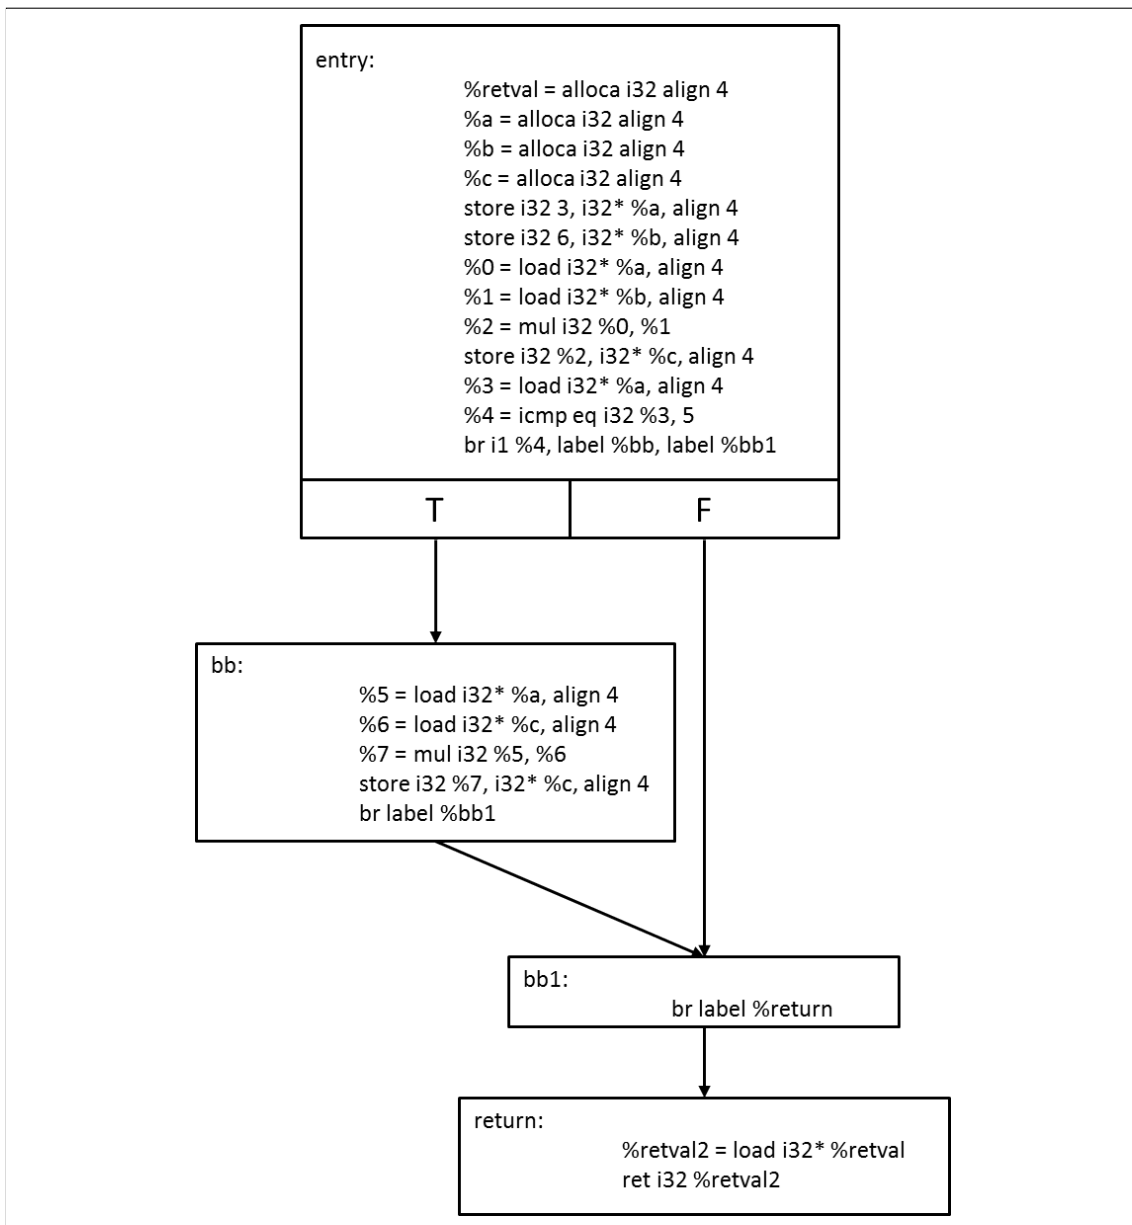 entry:
%retval = alloca i32 align 4
%a = alloca i32 align 4
%b = alloca i32 align 4
%c = alloca i32 align 4
store i32 3, i32* %a, align 4
store i32 6, i32* %b, align 4
%0 = load i32* %a, align 4
%1 = load i32* %b, align 4
%2 = mul i32 %0, %1
store i32 %2, i32* %c, align 4
%3 = load i32* %a, align 4
%4 = icmp eq i32 %3, 5
br i1 %4, label %bb, label %bb1
T F
bb:
%5 = load i32* %a, align 4
%6 = load i32* %c, align 4
%7 = mul i32 %5, %6
store i32 %7, i32* %c, align 4
br label %bb1
bb1:
br label %return
return:
%retval2 = load i32* %retval
ret i32 %retval2